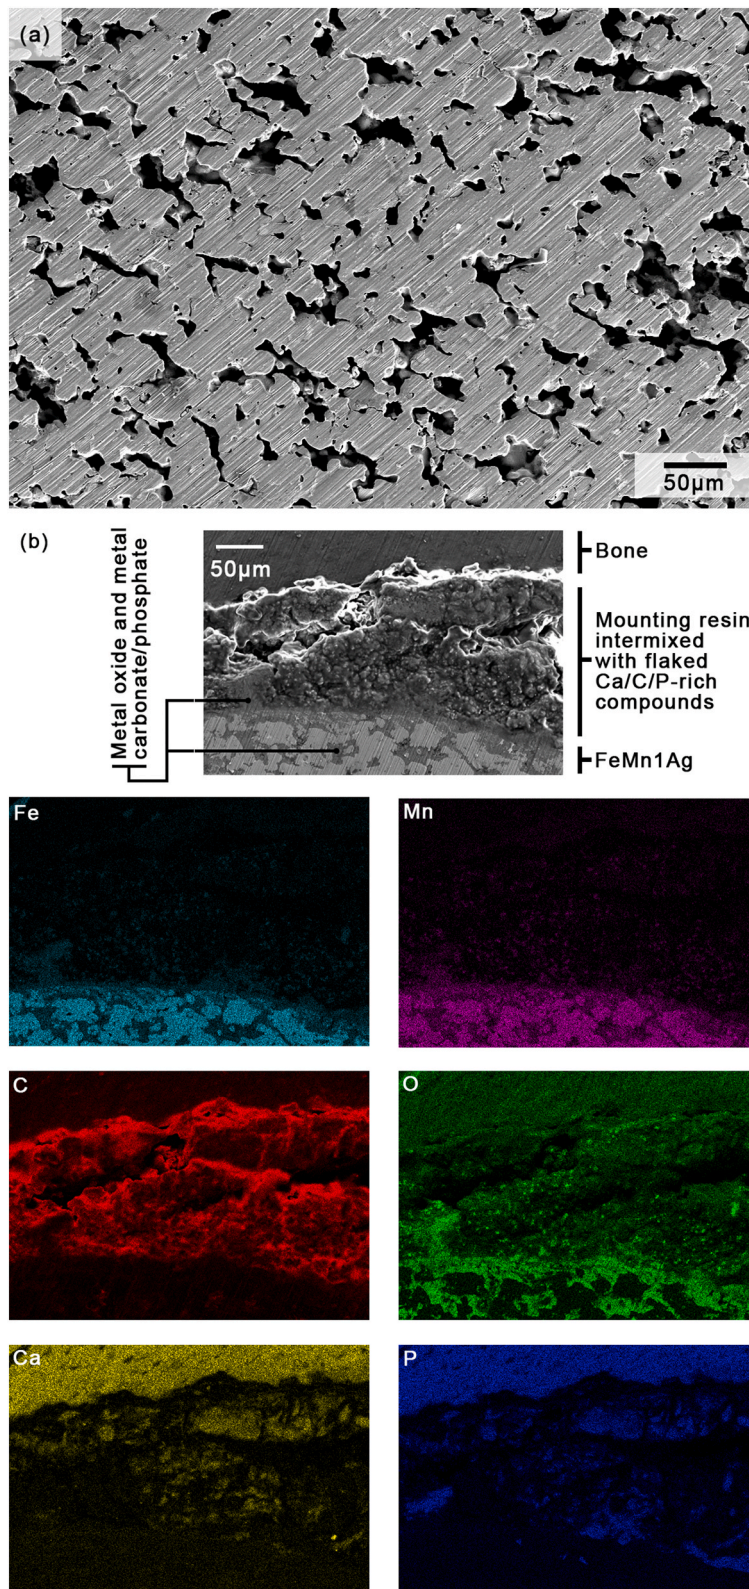 (a)
50μm
(b)
Metal oxide and metal
carbonate/phosphate
50μm
Bone
Mounting resin
intermixed
with flaked
Ca/C/P-rich
compounds
FeMn1Ag
Fe
Mn
C
O
Ca
P